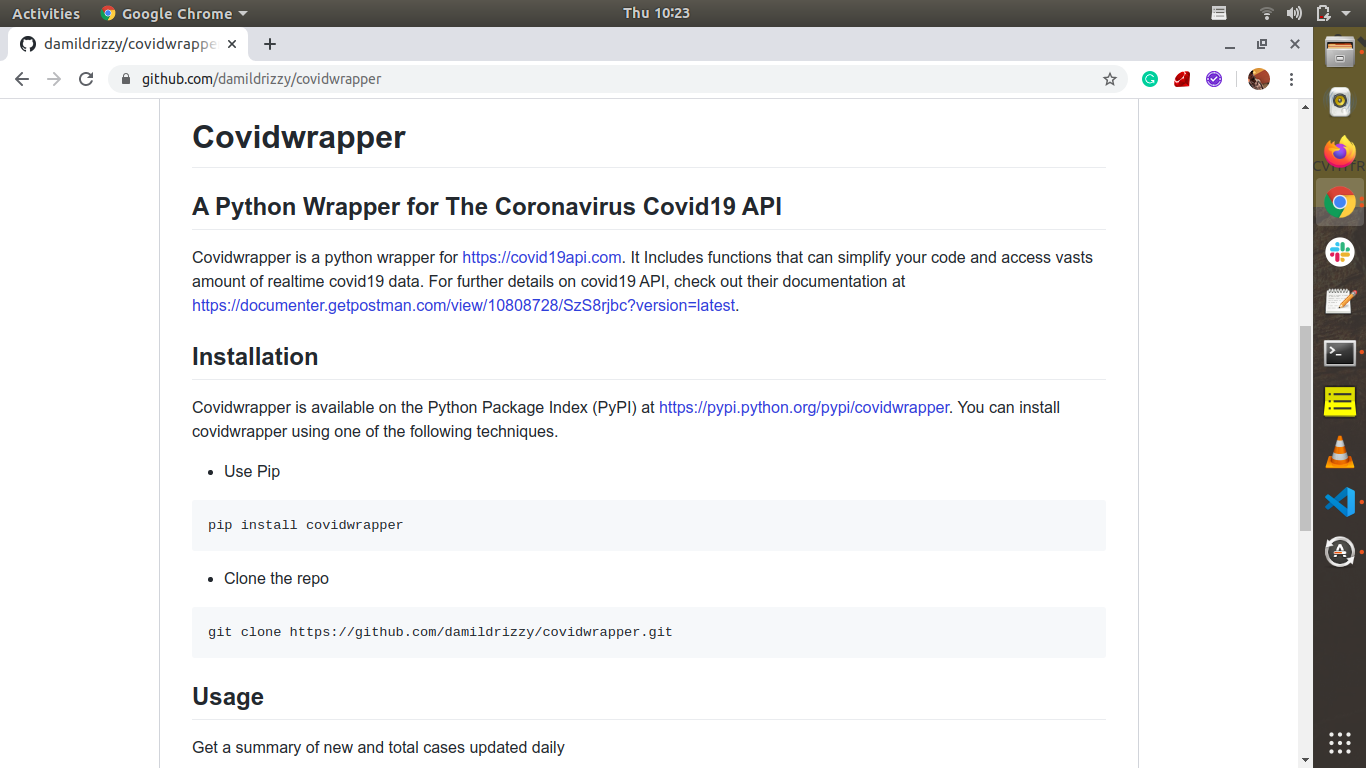 Activities
Google Chrome
Thu 10:23
damildrizzy/covidwrappe
github.com/damildrizzy/covidwrapper
Covidwrapper
A Python Wrapper for The Coronavirus Covid19 API
Covidwrapper is a python wrapper for https://covid19api.com. It Includes functions that can simplify your code and access vasts
amount of realtime covid19 data. For further details on covid19 API, check out their documentation at
https://documenter.getpostman.com/view/10808728/SzS8rjbc?version=latest.
Installation
Covidwrapper is available on the Python Package Index (PyPI) at https://pypi.python.org/pypi/covidwrapper. You can install
covidwrapper using one of the following techniques.
• Use Pip
pip install covidwrapper
• Clone the repo
git clone https://github.com/damildrizzy/covidwrapper.git
Usage
Get a summary of new and total cases updated daily